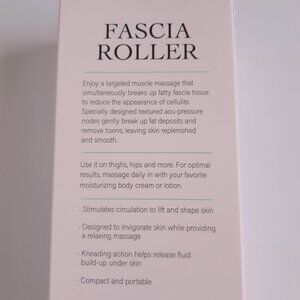 FASCIA
ROLLER
Enjoy a targeted muscle massage that
simultaneously breaks up fatty fascia tissue
to reduce the appearance of cellulite.
Specially designed textured acu-pressure
nodes gently break up fat deposits and
remove toxins, leaving skin replenished
and smooth.
Use it on thighs, hips and more. For optimal
results, massage daily in with your favorite
moisturizing body cream or lotion.
· Stimulates circulation to lift and shape skin
· Designed to invigorate skin while providing
a relaxing massage
· Kneading action helps release fluid
build-up under skin
· Compact and portable